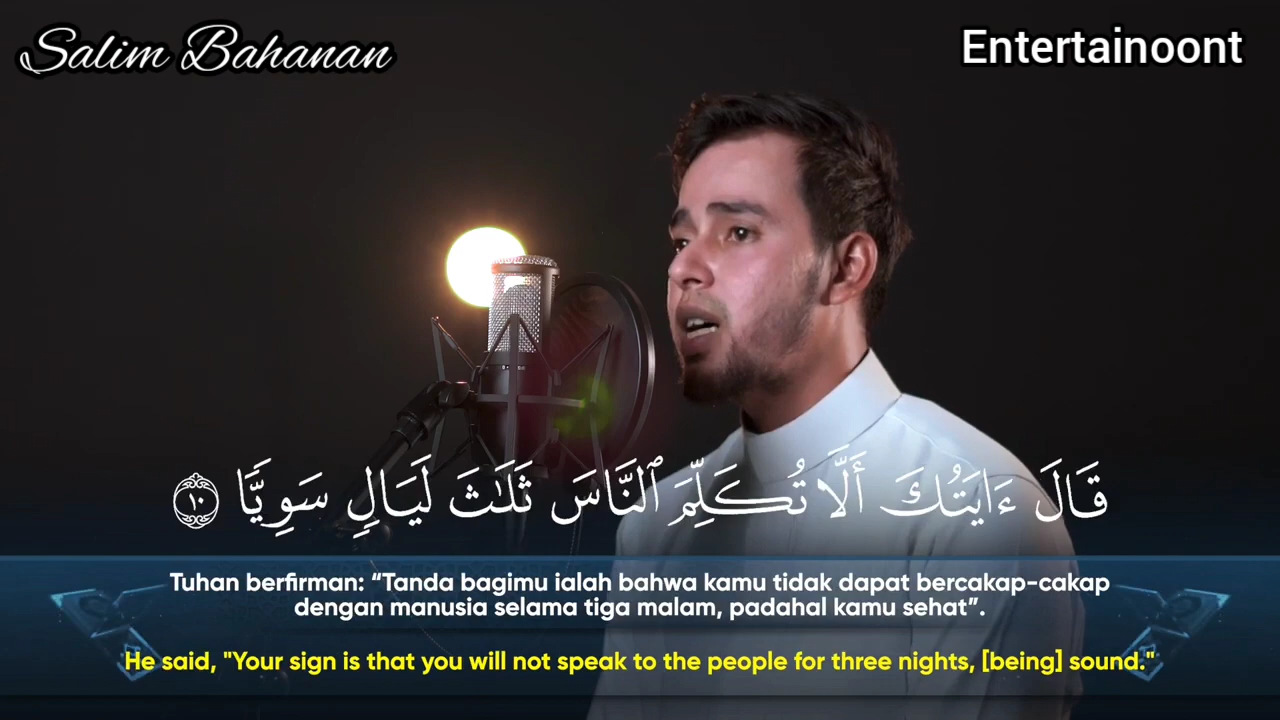 Salim Bahanan
Entertainoont
قَالَ ءَايَتُكَ أَلَّا تُكَلِّمَ ٱلنَّاسَ ثَلَـٰثَ لَيَالٍ سَوِيًّا ١٠
Tuhan berfirman: “Tanda bagimu ialah bahwa kamu tidak dapat bercakap-cakap
dengan manusia selama tiga malam, padahal kamu sehat”.
He said, "Your sign is that you will not speak to the people for three nights, [being] sound."